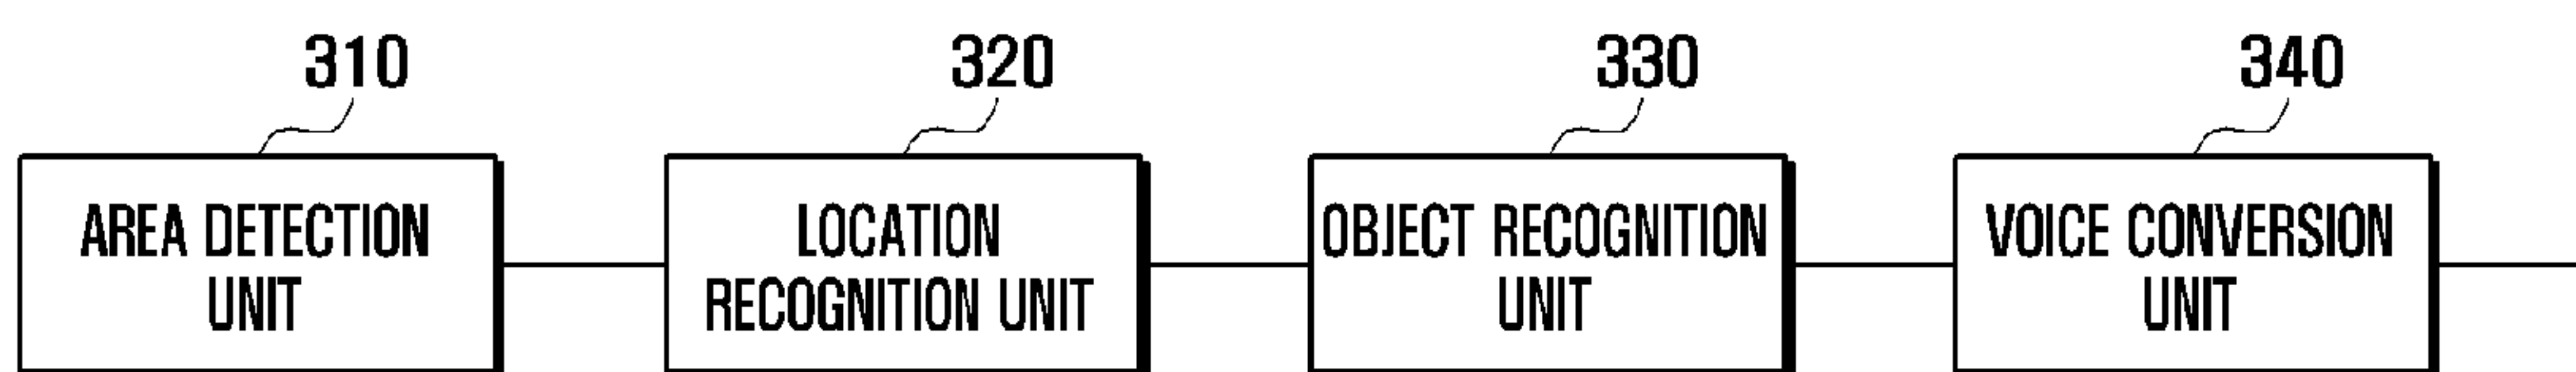 310
320
330
340
AREA DETECTION
UNIT
LOCATION
RECOGNITION UNIT
OBJECT RECOGNITION
UNIT
VOICE CONVERSION
UNIT